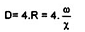 D= 4.R = 4. ω/χ